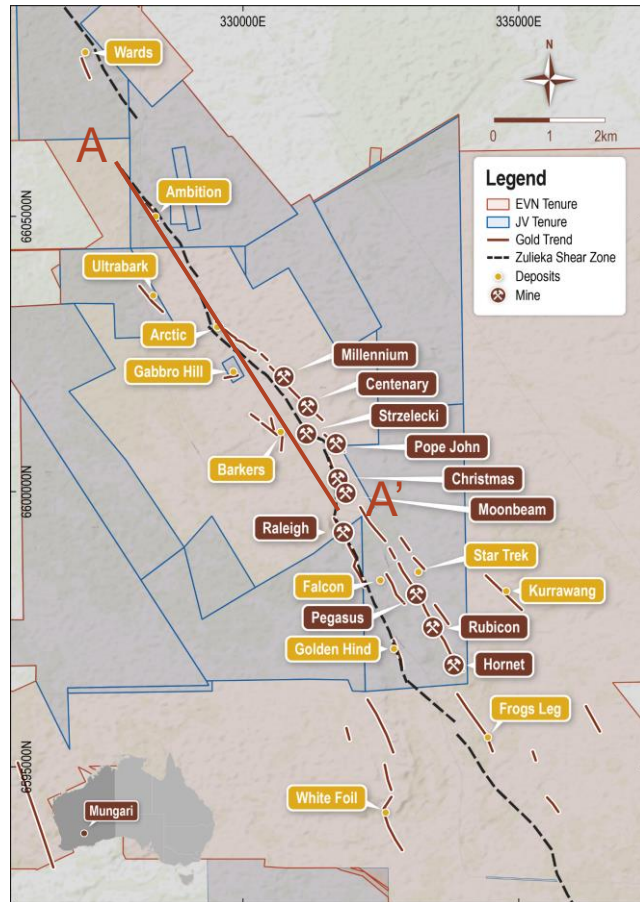 330000E
335000E
Wards
N
0 1 2km
A
Legend
EVN Tenure
JV Tenure
Gold Trend
Zulieka Shear Zone
Deposits
Mine
Ambition
6605000N
Ultrabark
Arctic
Millennium
Gabbro Hill
Centenary
Strzelecki
Pope John
Barkers
Christmas
6600000N
A'
Moonbeam
Raleigh
Star Trek
Falcon
Kurrawang
Pegasus
Rubicon
Golden Hind
Hornet
Frogs Leg
6595000N
White Foil
Mungari